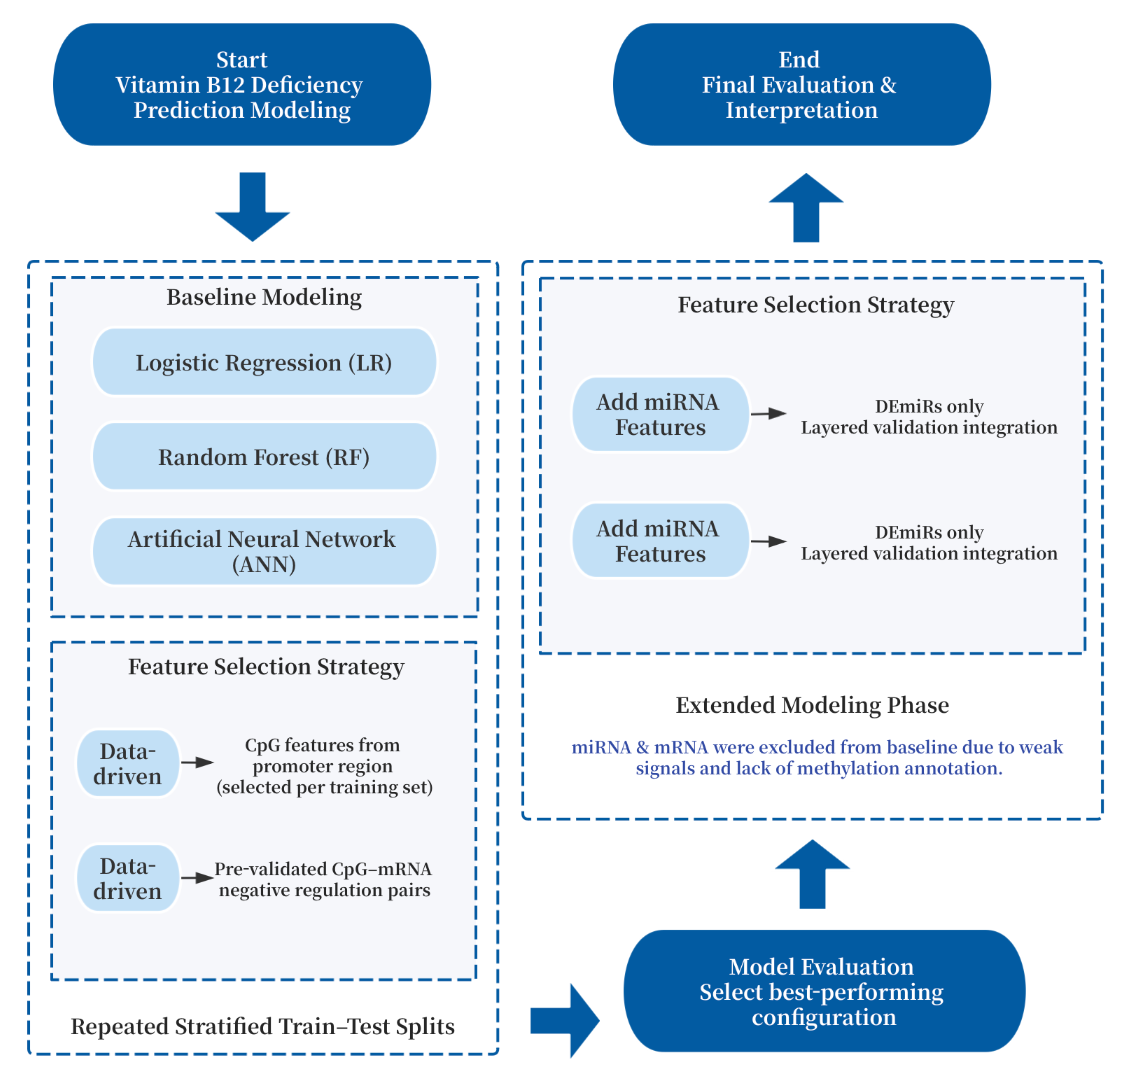 Start
Vitamin B12 Deficiency
Prediction Modeling
Baseline Modeling
Logistic Regression (LR)
Random Forest (RF)
Artificial Neural Network
(ANN)
Feature Selection Strategy
Data-
driven
CpG features from
promoter region
(selected per training set)
Data-
driven
Pre-validated CpG–mRNA
negative regulation pairs
Repeated Stratified Train–Test Splits
Model Evaluation
Select best-performing
configuration
Feature Selection Strategy
Add miRNA
Features
DEmiRs only
Layered validation integration
Add miRNA
Features
DEmiRs only
Layered validation integration
Extended Modeling Phase
miRNA & mRNA were excluded from baseline due to weak
signals and lack of methylation annotation.
End
Final Evaluation &
Interpretation